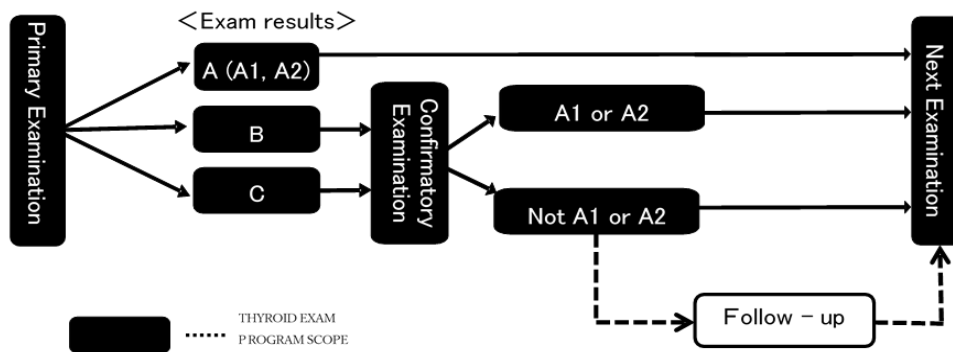 <Exam results>
Primary Examination
A (A1, A2)
B
C
Confirmatory
Examination
A1 or A2
Not A1 or A2
Next Examination
Follow - up
THYROID EXAM
PROGRAM SCOPE